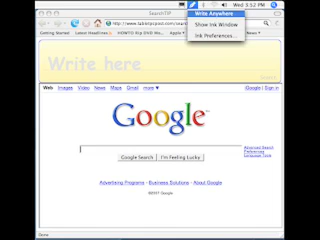 Wed 3:52 PM
Write Anywhere
Show Ink Window
Ink Preferences...
SearchTIP
Getting Started Latest Headlines
Write here
Web Images Video News Maps Gmail more ▼
iGoogle | Sign in
Google
Advanced Search
Preferences
Language Tools
Google Search I'm Feeling Lucky
Advertising Programs - Business Solutions - About Google
©2007 Google
Done